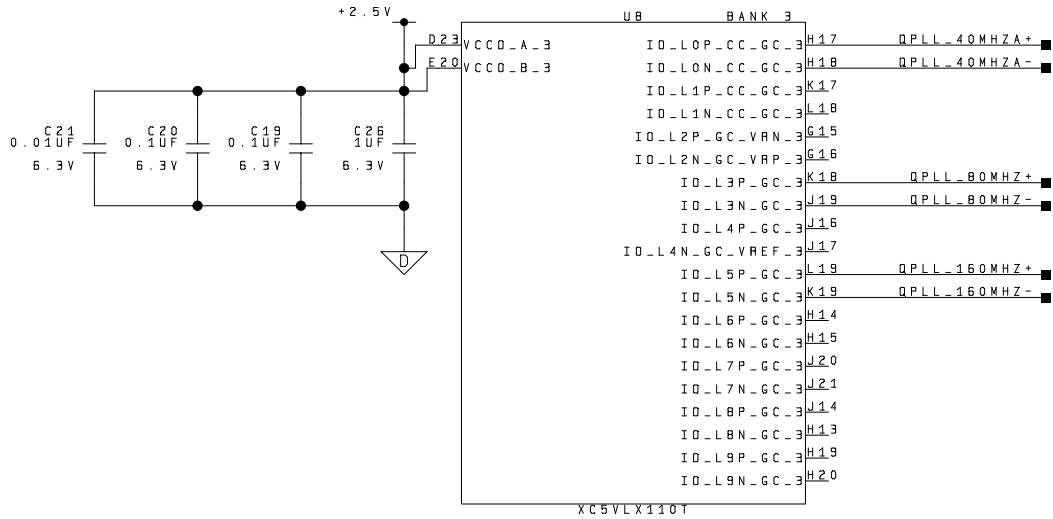 +2.5V
U8 BANK 3
D23 VCCO_A_3 IO_L0P_CC_GC_3 H17 QPLL_40MHZA+
E20 VCCO_B_3 IO_L0N_CC_GC_3 H18 QPLL_40MHZA-
IO_L1P_CC_GC_3 K17
IO_L1N_CC_GC_3 L18
C21 C20 C19 C26 IO_L2P_GC_VRN_3 G15
0.01UF 0.1UF 0.1UF 1UF
6.3V 6.3V 6.3V 6.3V IO_L2N_GC_VRP_3 G16
IO_L3P_GC_3 K18 QPLL_80MHZ+
IO_L3N_GC_3 J19 QPLL_80MHZ-
IO_L4P_GC_3 J16
IO_L4N_GC_VREF_3 J17
D
IO_L5P_GC_3 L19 QPLL_160MHZ+
IO_L5N_GC_3 K19 QPLL_160MHZ-
IO_L6P_GC_3 H14
IO_L6N_GC_3 H15
IO_L7P_GC_3 J20
IO_L7N_GC_3 J21
IO_L8P_GC_3 J14
IO_L8N_GC_3 H13
IO_L9P_GC_3 H19
IO_L9N_GC_3 H20
XC5VLX110T